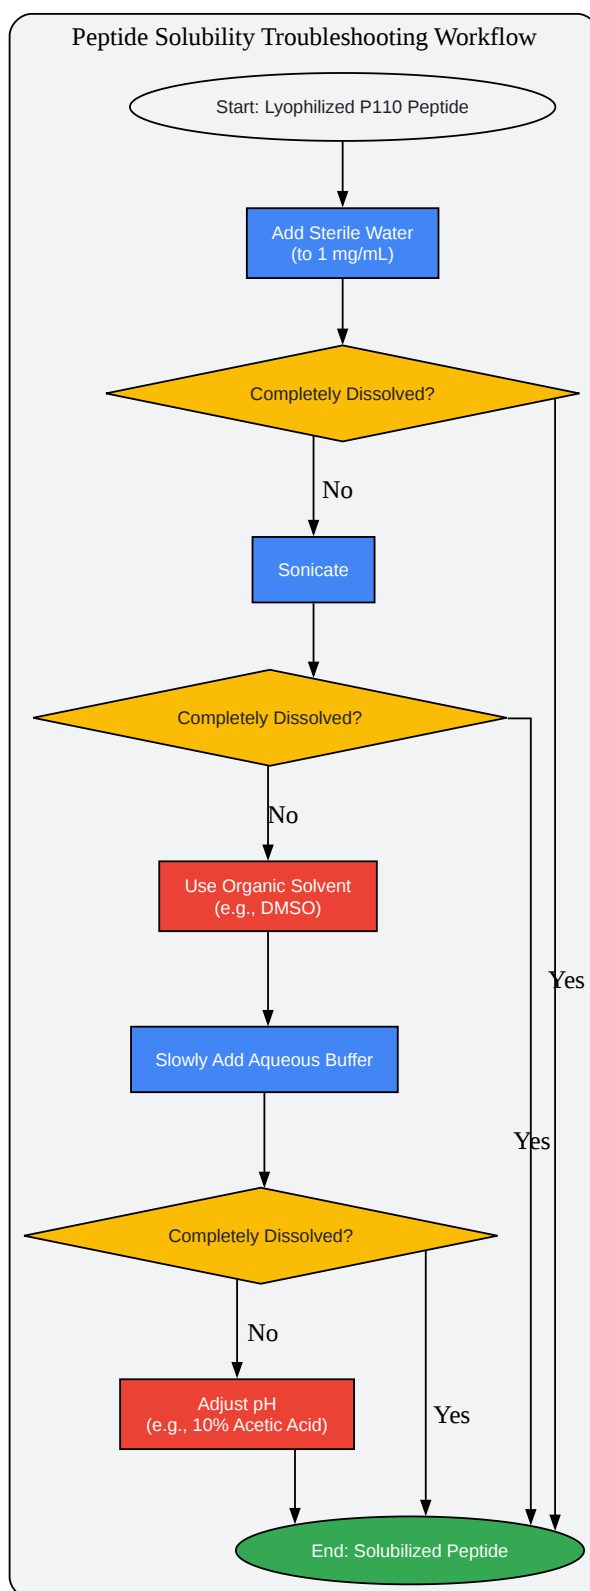 Peptide Solubility Troubleshooting Workflow
Start: Lyophilized P110 Peptide
Add Sterile Water
(to 1 mg/mL)
Completely Dissolved?
No
Sonicate
Completely Dissolved?
No
Use Organic Solvent
(e.g., DMSO)
Yes
Slowly Add Aqueous Buffer
Yes
Completely Dissolved?
No
Adjust pH
(e.g., 10% Acetic Acid)
Yes
End: Solubilized Peptide